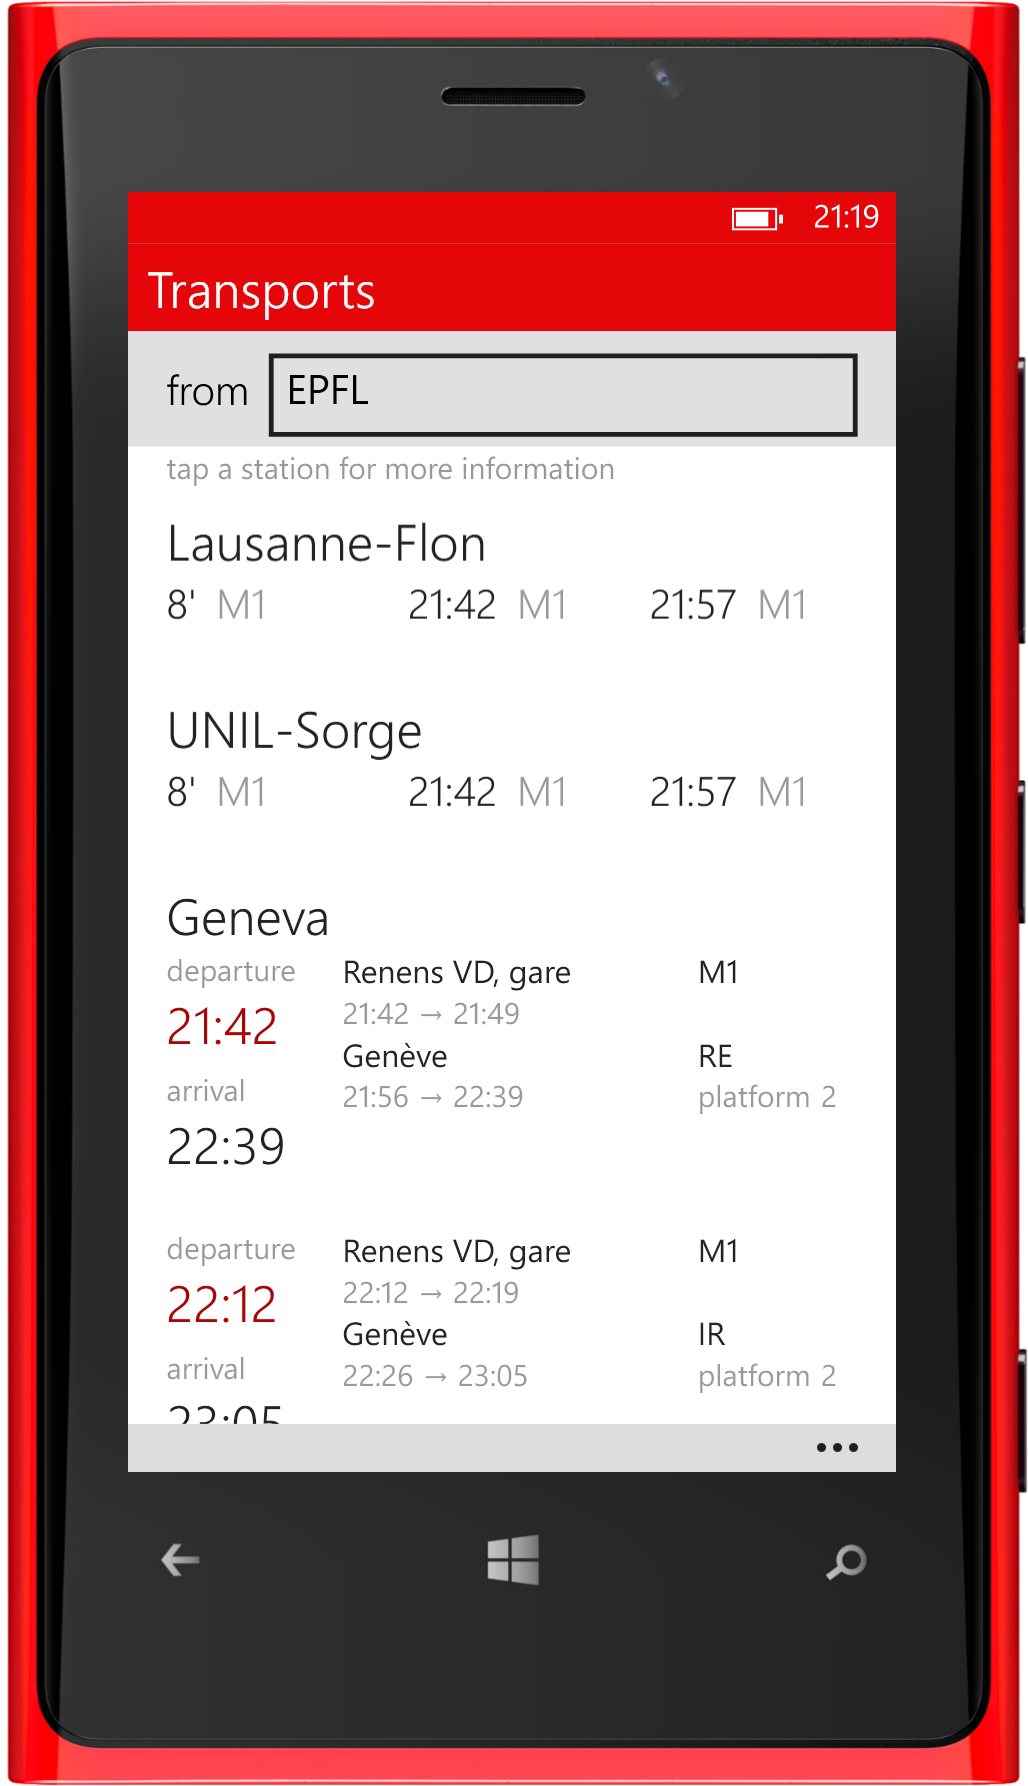 21:19
Transports
from EPFL
tap a station for more information
Lausanne-Flon
8' M1 21:42 M1 21:57 M1
UNIL-Sorge
8' M1 21:42 M1 21:57 M1
Geneva
departure Renens VD, gare M1
21:42 21:42 → 21:49
Genève RE
arrival 21:56 → 22:39 platform 2
22:39
departure Renens VD, gare M1
22:12 22:12 → 22:19
Genève IR
arrival 22:26 → 23:05 platform 2
23:05